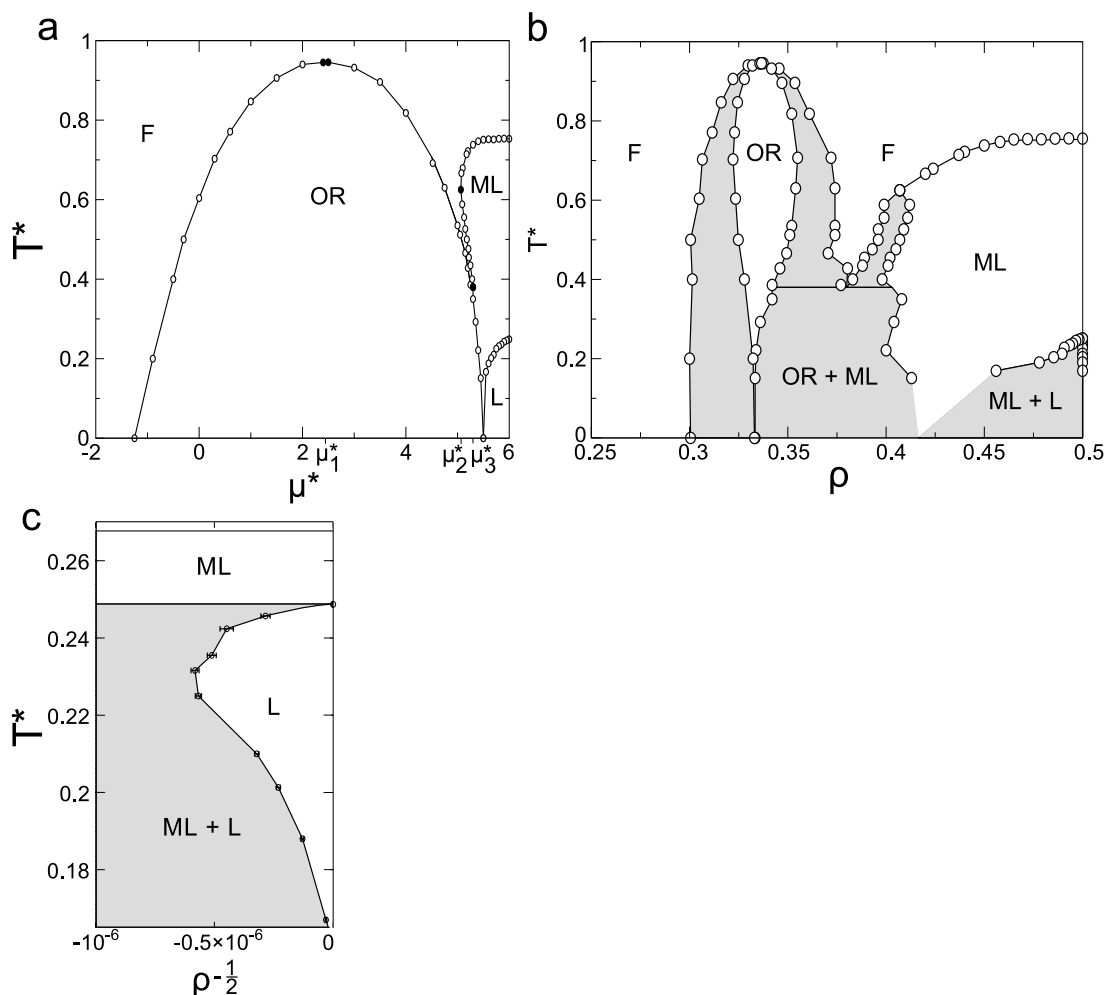 a
1
0.8
0.6
0.4
0.2
0
T*
F
OR
ML
L
-2
0
2
4
6
μ*1
μ*2
μ*3
μ*
b
1
0.8
0.6
0.4
0.2
0
T*
F
OR
F
ML
OR + ML
ML + L
0.25
0.3
0.35
0.4
0.45
0.5
ρ
c
0.26
0.24
0.22
0.2
0.18
T*
ML
L
ML + L
-10⁻⁶
-0.5×10⁻⁶
0
ρ - 1/2